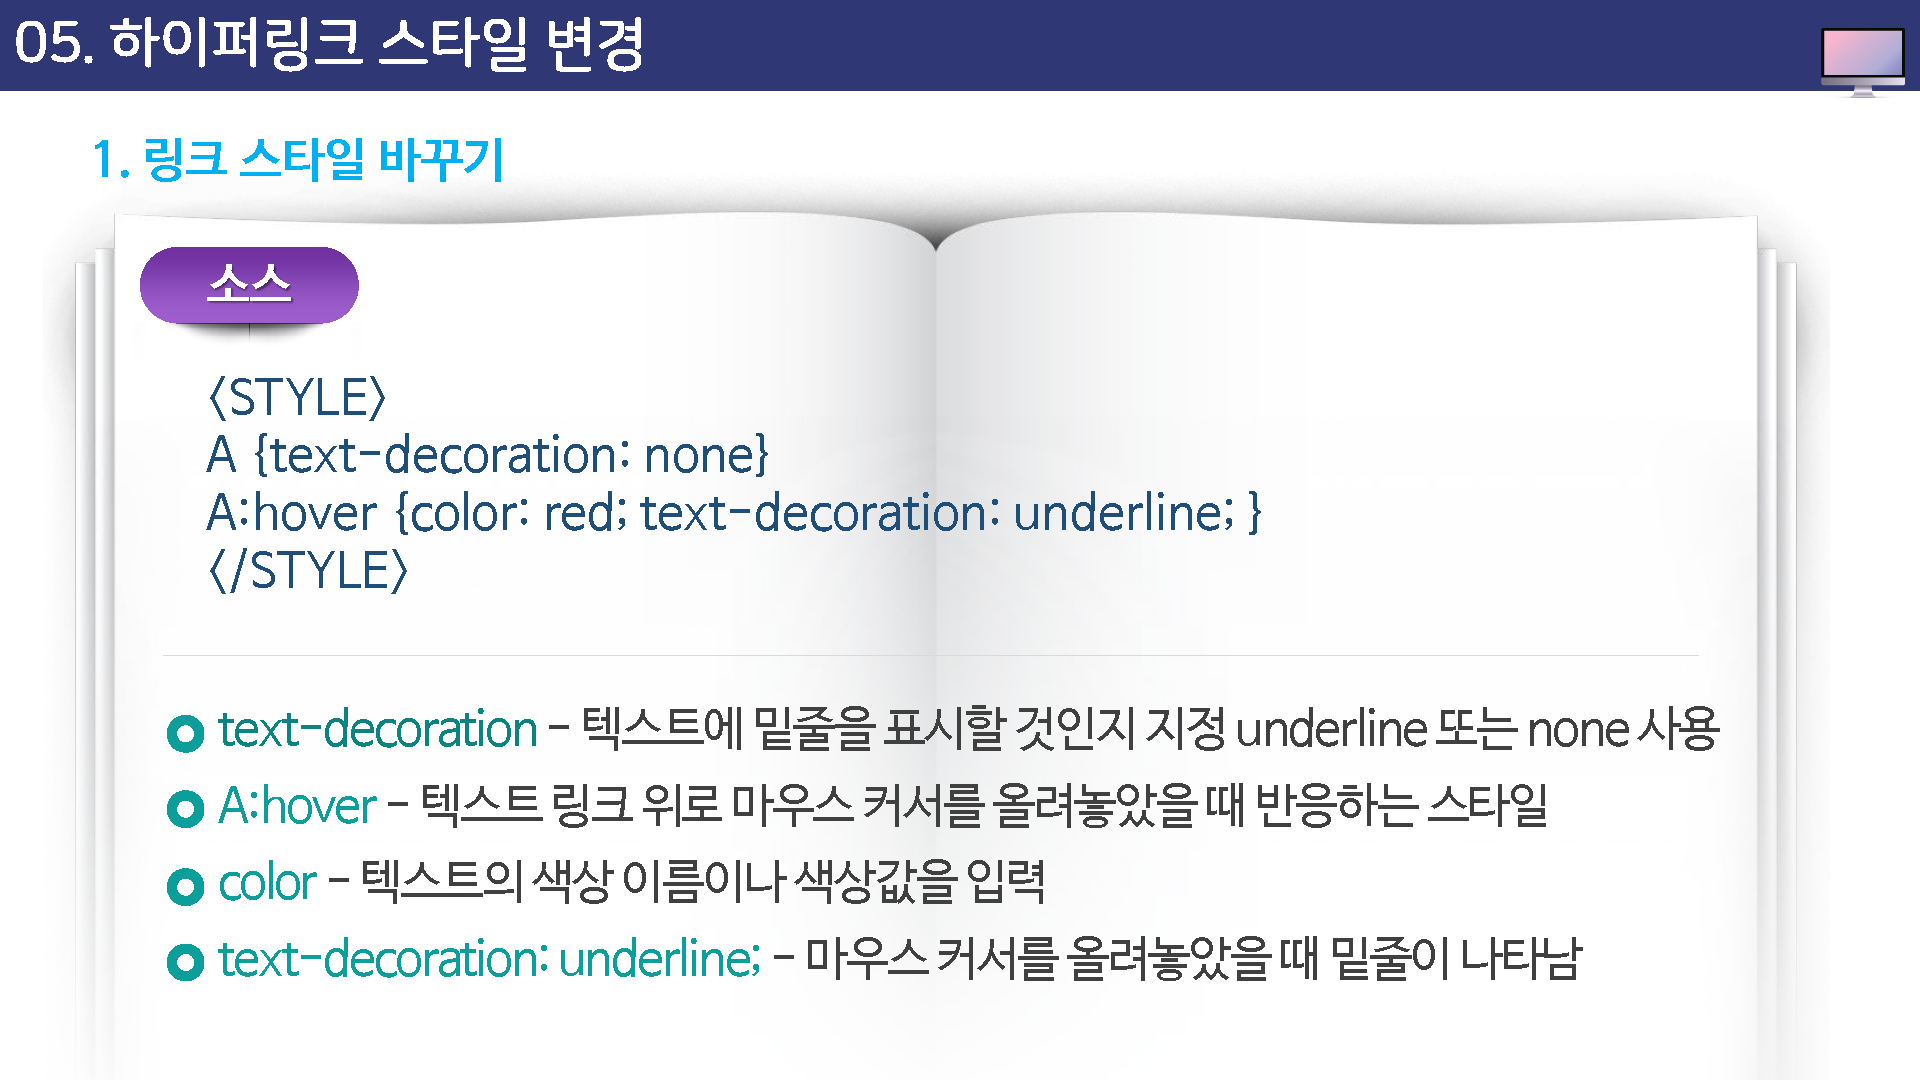 05. 하이퍼링크 스타일 변경
1. 링크 스타일 바꾸기
소스
<STYLE>
A {text-decoration: none}
A:hover {color: red; text-decoration: underline; }
</STYLE>
text-decoration - 텍스트에 밑줄을 표시할 것인지 지정 underline 또는 none 사용
A:hover - 텍스트 링크 위로 마우스 커서를 올려놓았을 때 반응하는 스타일
color - 텍스트의 색상 이름이나 색상값을 입력
text-decoration: underline; - 마우스 커서를 올려놓았을 때 밑줄이 나타남